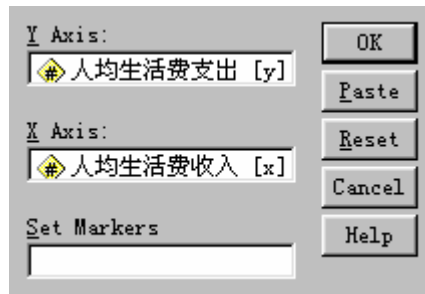 Y Axis:
人均生活费支出 [y]
X Axis:
人均生活费收入 [x]
Set Markers
OK
Paste
Reset
Cancel
Help